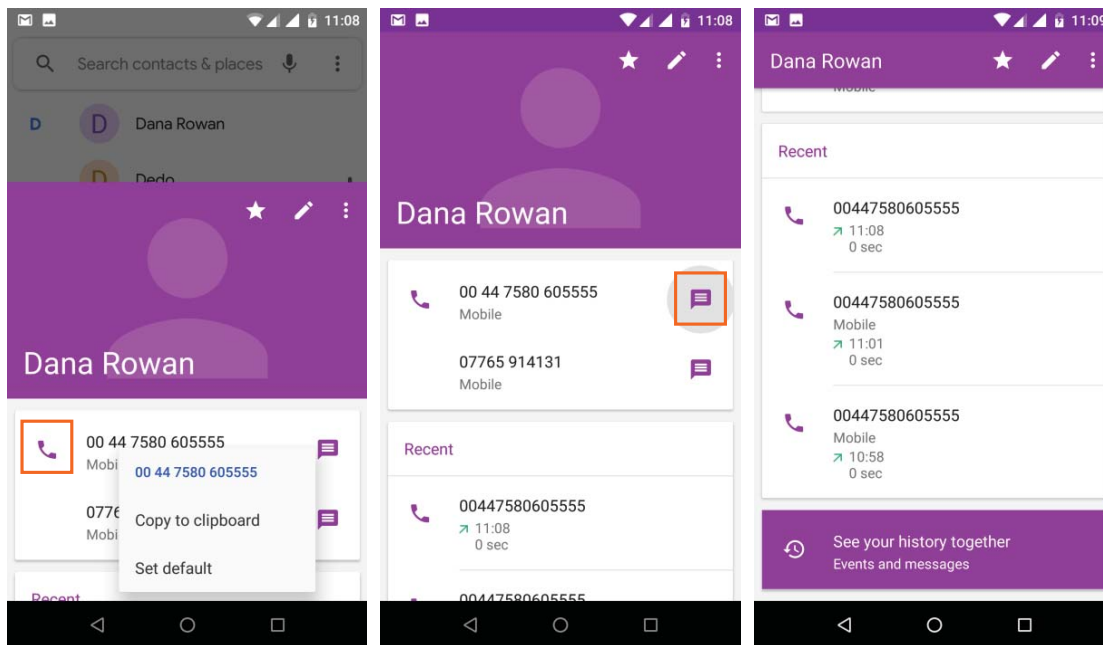 11:08
Search contacts & places
D
D
Dana Rowan
D
Dedo
Dana Rowan
00 44 7580 605555
Mobi
00 44 7580 605555
0776
Copy to clipboard
Mobi
Set default
Recent
11:08
Dana Rowan
00 44 7580 605555
Mobile
07765 914131
Mobile
Recent
00447580605555
11:08
0 sec
00447580605555
11:09
Dana Rowan
Mobile
Recent
00447580605555
11:08
0 sec
00447580605555
Mobile
11:01
0 sec
00447580605555
Mobile
10:58
0 sec
See your history together
Events and messages